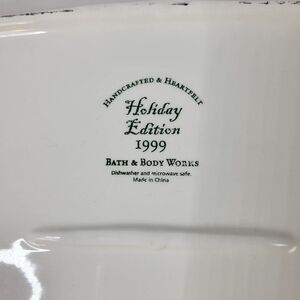 HANDCRAFTED & HEARTFELT
Holiday
Edition
1999
BATH & BODY WORKS
Dishwasher and microwave safe.
Made in China